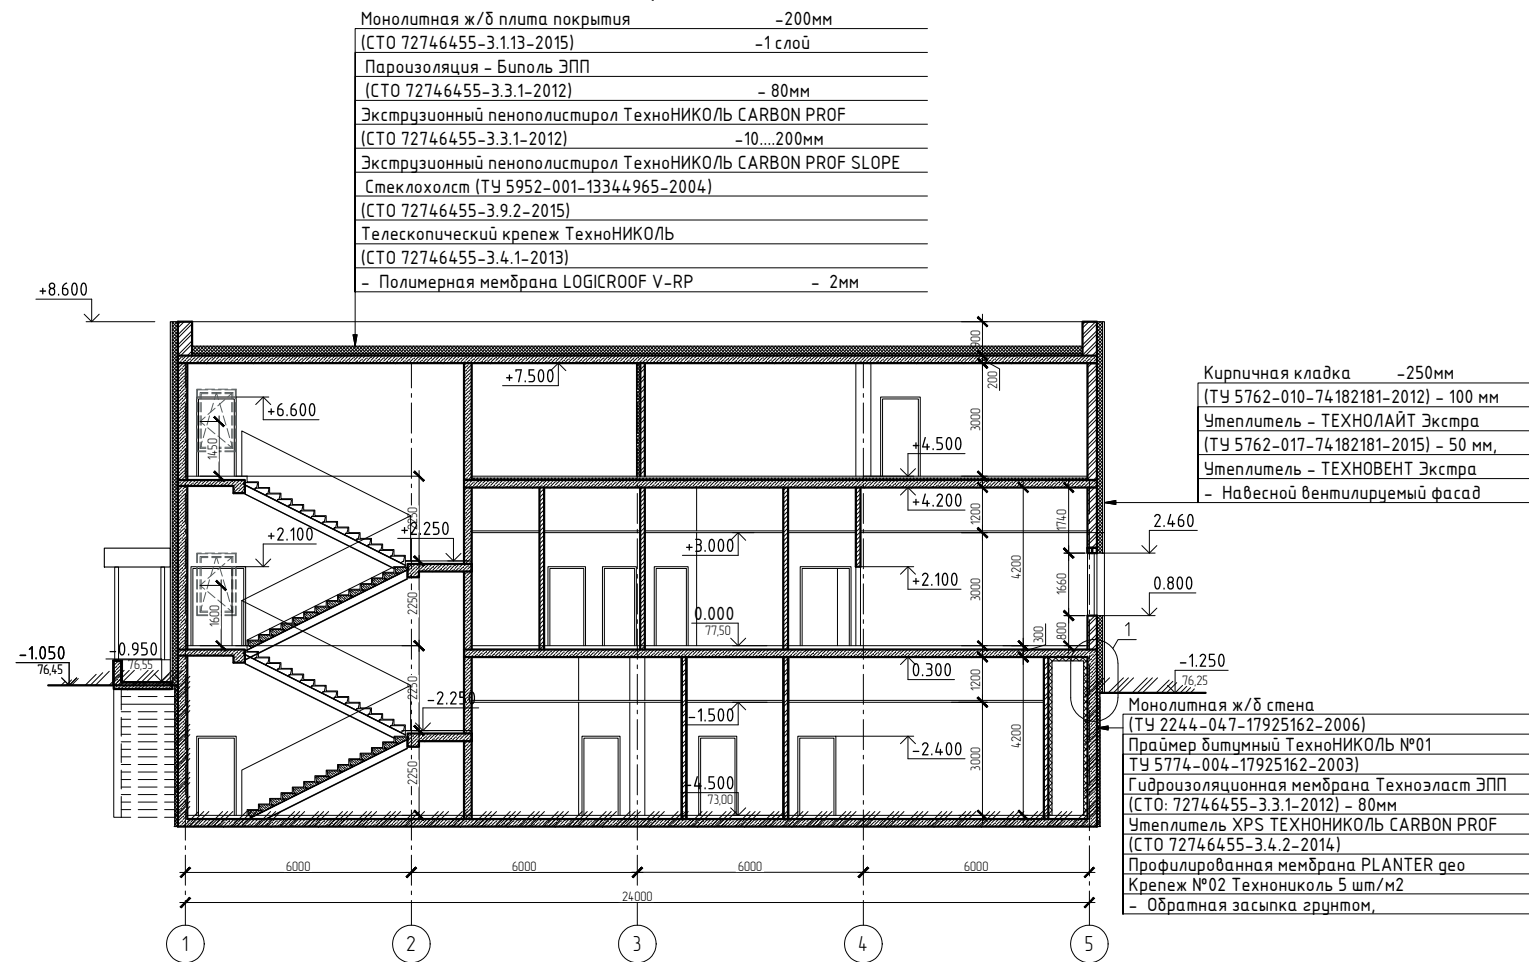 Монолитная ж/б плита покрытия -200мм
(СТО 72746455-3.1.13-2015) -1 слой
Пароизоляция - Биполь ЭПП
(СТО 72746455-3.3.1-2012) - 80мм
Экструзионный пенополистирол ТехноНИКОЛЬ CARBON PROF
(СТО 72746455-3.3.1-2012) -10....200мм
Экструзионный пенополистирол ТехноНИКОЛЬ CARBON PROF SLOPE
Стеклохолст (ТУ 5952-001-13344965-2004)
(СТО 72746455-3.9.2-2015)
Телескопический крепеж ТехноНИКОЛЬ
(СТО 72746455-3.4.1-2013)
- Полимерная мембрана LOGICROOF V-RP - 2мм
+8.600
900
+7.500
200
Кирпичная кладка -250мм
(ТУ 5762-010-74182181-2012) - 100 мм
Утеплитель - ТЕХНОЛАЙТ Экстра
(ТУ 5762-017-74182181-2015) - 50 мм,
Утеплитель - ТЕХНОВЕНТ Экстра
- Навесной вентилируемый фасад
+6.600
1450
3000
+4.500
+4.200
1200
1740
2250
+2.250
+2.100
+3.000
2.460
+2.100
3000
4200
1660
0.800
1600
2250
0.000
77,50
300
800
1
-1.050
76,45
-0.950
76,55
0.300
-1.250
76,25
2250
-2.250
1200
-1.500
-2.400
3000
4200
2250
-4.500
73,00
Монолитная ж/б стена
(ТУ 2244-047-17925162-2006)
Праймер битумный ТехноНИКОЛЬ №01
ТУ 5774-004-17925162-2003)
Гидроизоляционная мембрана Техноэласт ЭПП
(СТО: 72746455-3.3.1-2012) - 80мм
Утеплитель XPS ТЕХНОНИКОЛЬ CARBON PROF
(СТО 72746455-3.4.2-2014)
Профилированная мембрана PLANTER geo
Крепеж №02 Технониколь 5 шт/м2
- Обратная засыпка грунтом,
6000 6000 6000 6000
24000
1 2 3 4 5